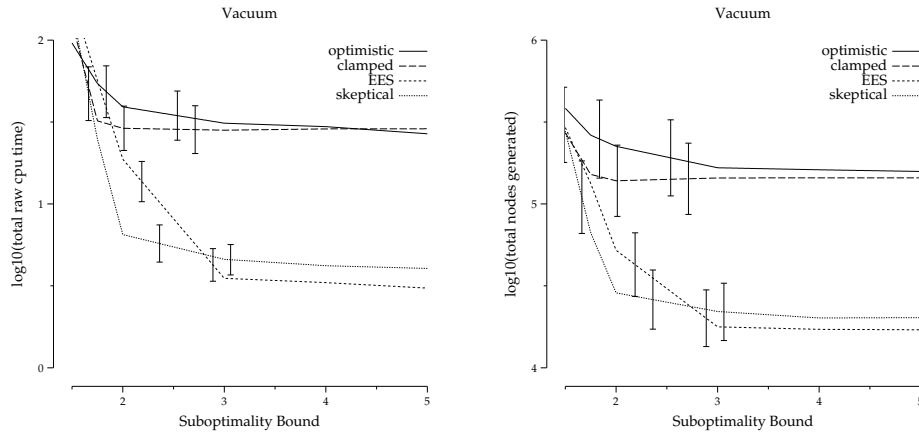 Vacuum
log10(total raw cpu time)
2
1
0
optimistic
clamped
EES
skeptical
2 3 4 5
Suboptimality Bound
Vacuum
log10(total nodes generated)
6
5
4
optimistic
clamped
EES
skeptical
2 3 4 5
Suboptimality Bound